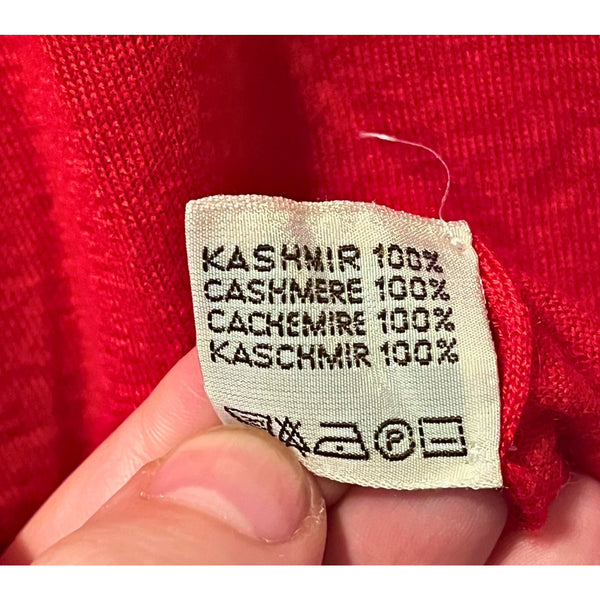 KASHMIR 100%
CASHMERE 100%
CACHEMIRE 100%
KASCHMIR 100%
P